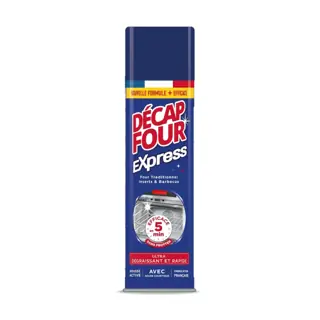 NOUVELLE FORMULE + EFFICACE
DÉCAP
FOUR
EXpress
Four Traditionnel
Inserts & Barbecue
EFFICACE
5
min
ULTRA
DÉGRAISSANT ET RAPIDE
AVEC
FRANÇAISE